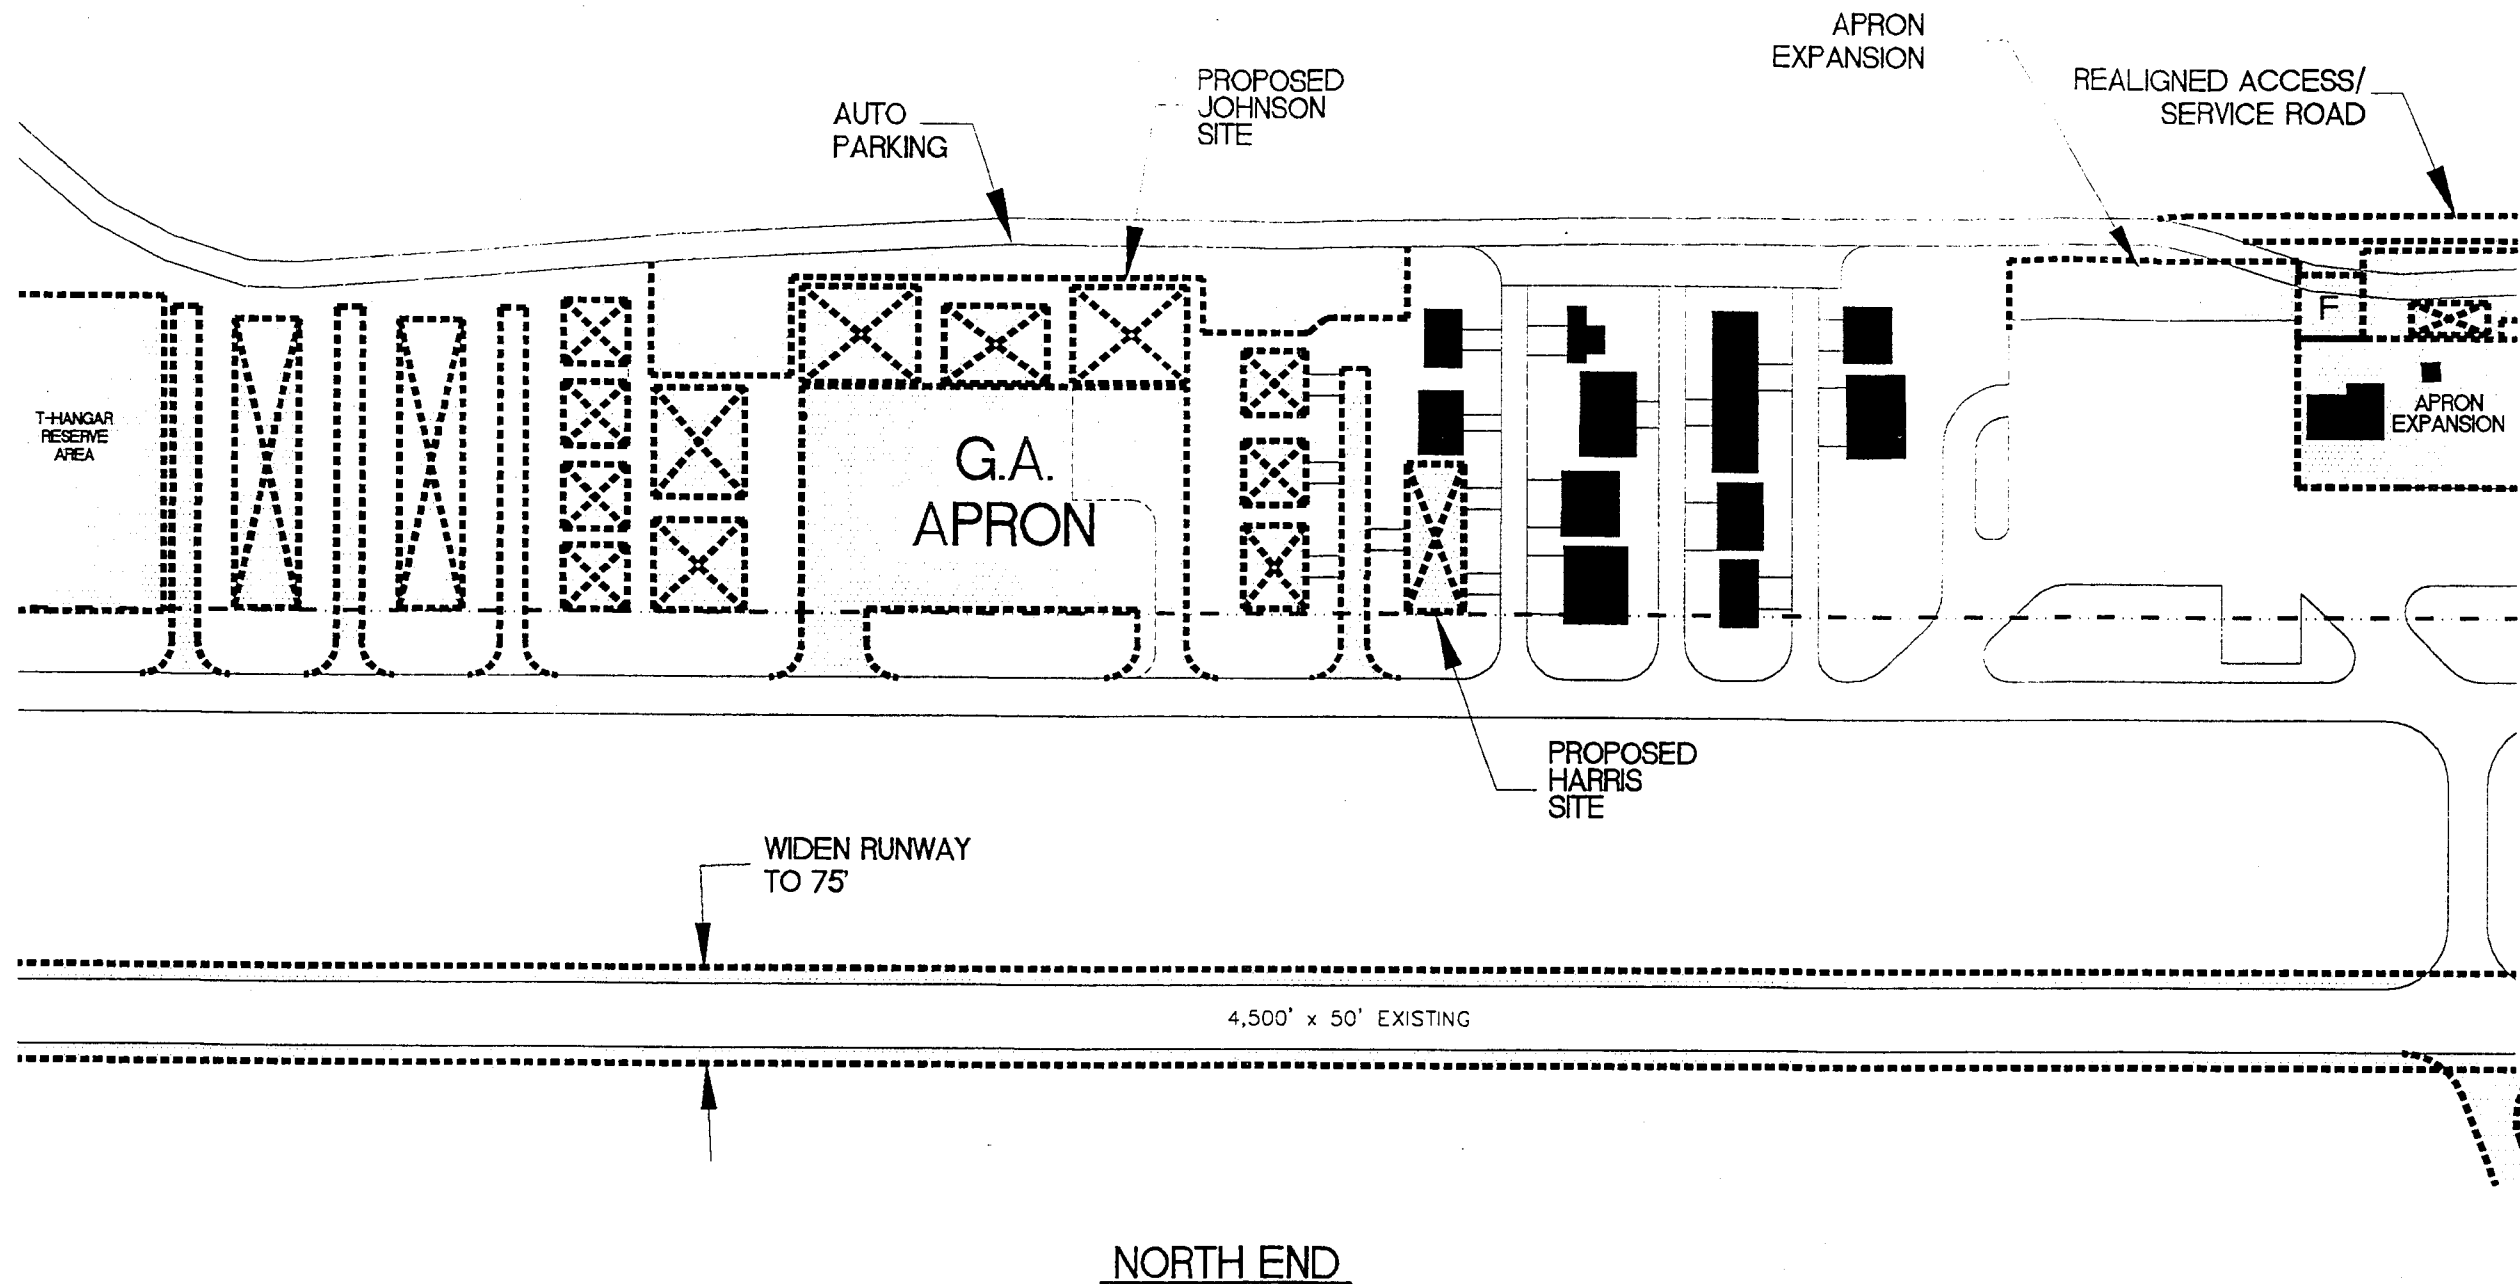 APRON
EXPANSION
REALIGNED ACCESS/
SERVICE ROAD
PROPOSED
JOHNSON
SITE
AUTO
PARKING
F
T-HANGAR
RESERVE
AREA
G.A.
APRON
APRON
EXPANSION
PROPOSED
HARRIS
SITE
WIDEN RUNWAY
TO 75'
4,500' x 50' EXISTING
NORTH END